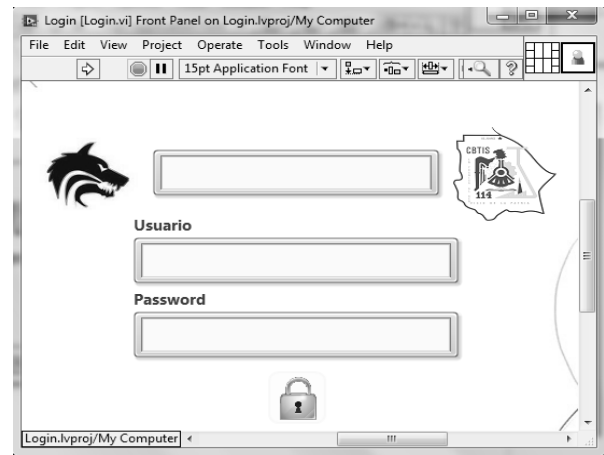 Login [Login.vi] Front Panel on Login.lvproj/My Computer
File Edit View Project Operate Tools Window Help
15pt Application Font
CBTIS
114
Usuario
Password
Login.lvproj/My Computer